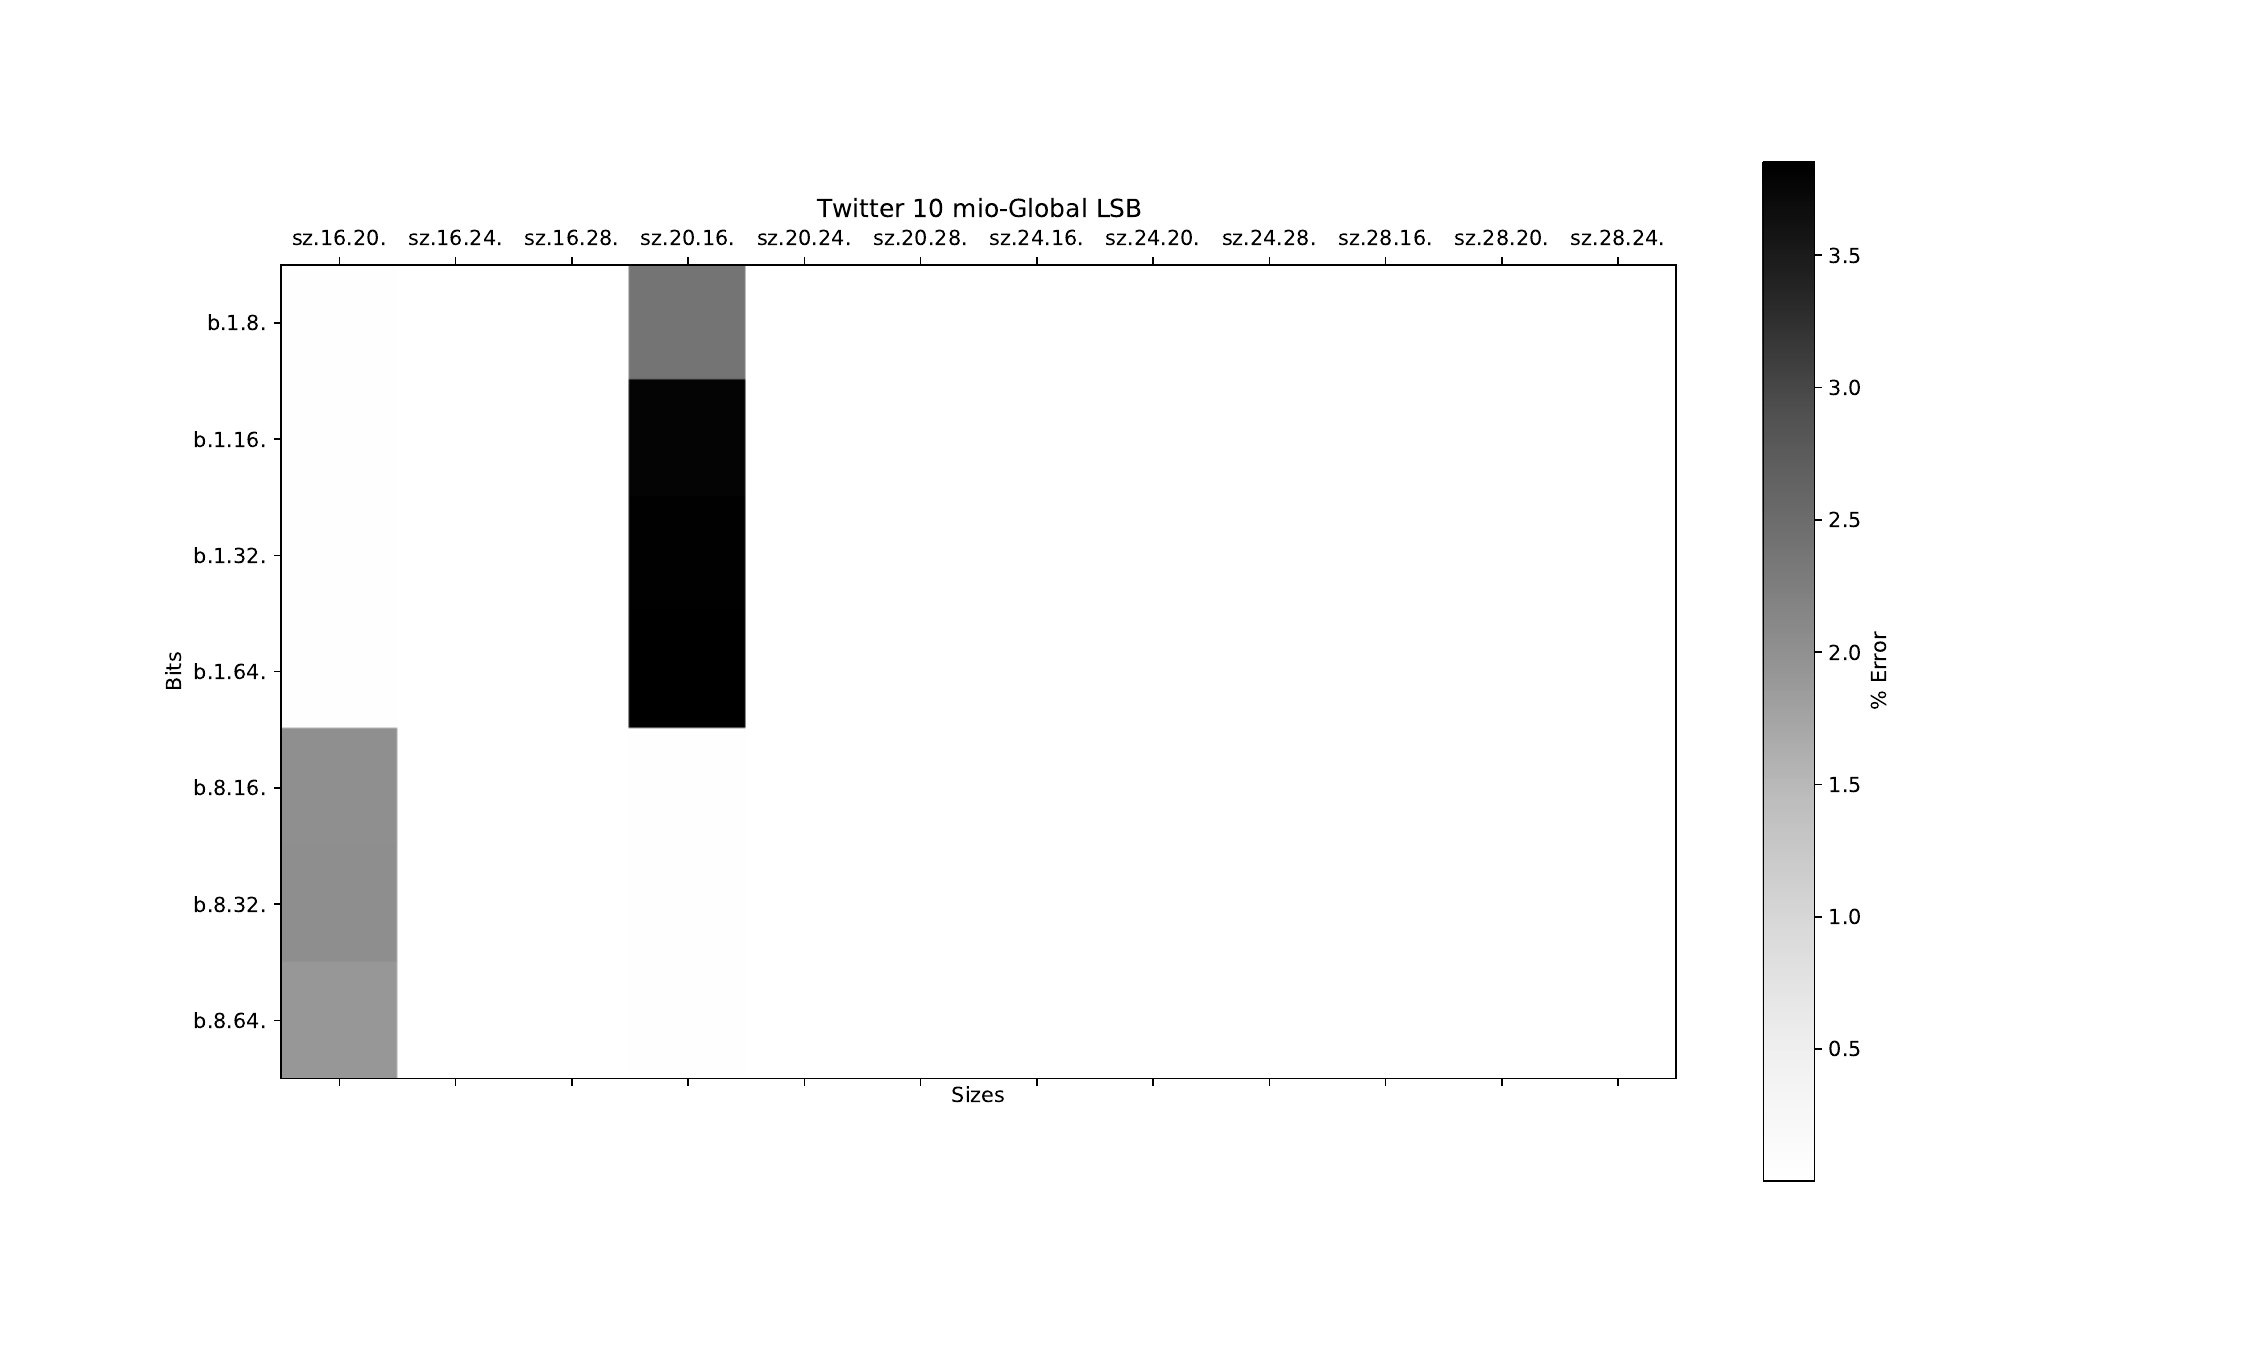 Twitter 10 mio-Global LSB
sz.16.20. sz.16.24. sz.16.28. sz.20.16. sz.20.24. sz.20.28. sz.24.16. sz.24.20. sz.24.28. sz.28.16. sz.28.20. sz.28.24.
b.1.8.
b.1.16.
b.1.32.
b.1.64.
b.8.16.
b.8.32.
b.8.64.
Bits
Sizes
3.5
3.0
2.5
2.0
1.5
1.0
0.5
% Error